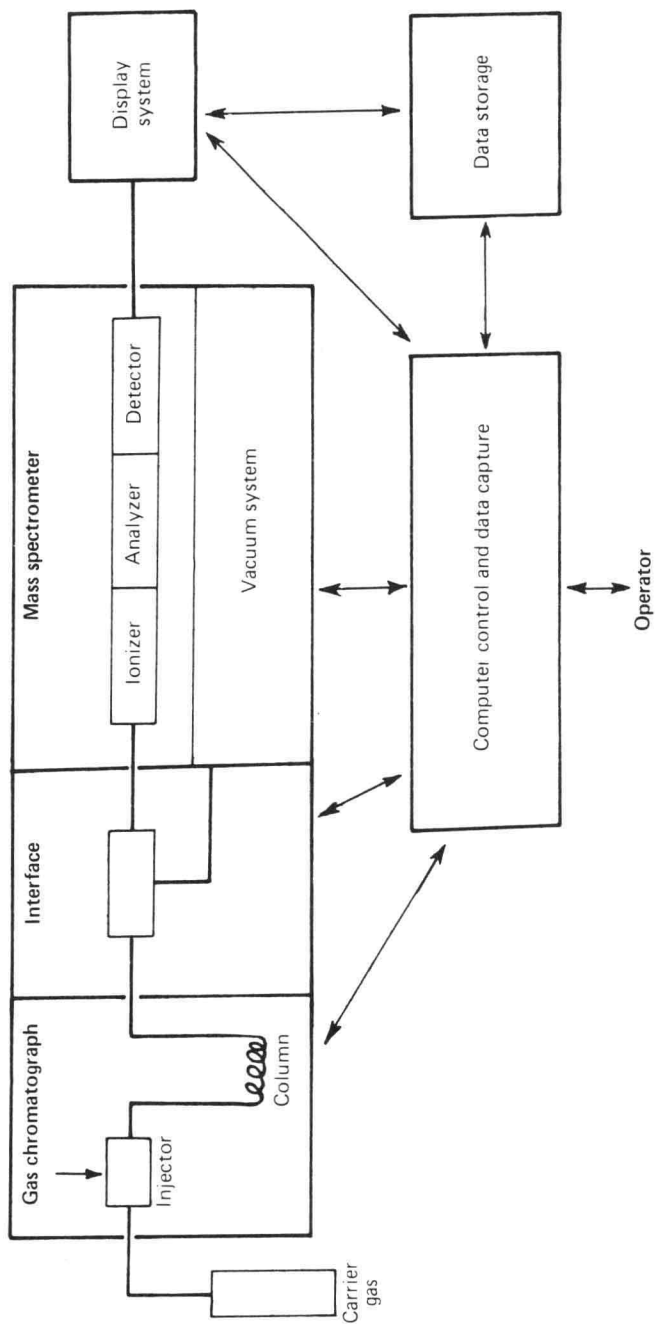 Gas chromatograph
Interface
Mass spectrometer
Display
system
Injector
Column
Ionizer
Analyzer
Detector
Carrier
gas
Vacuum system
Computer control and data capture
Data storage
Operator